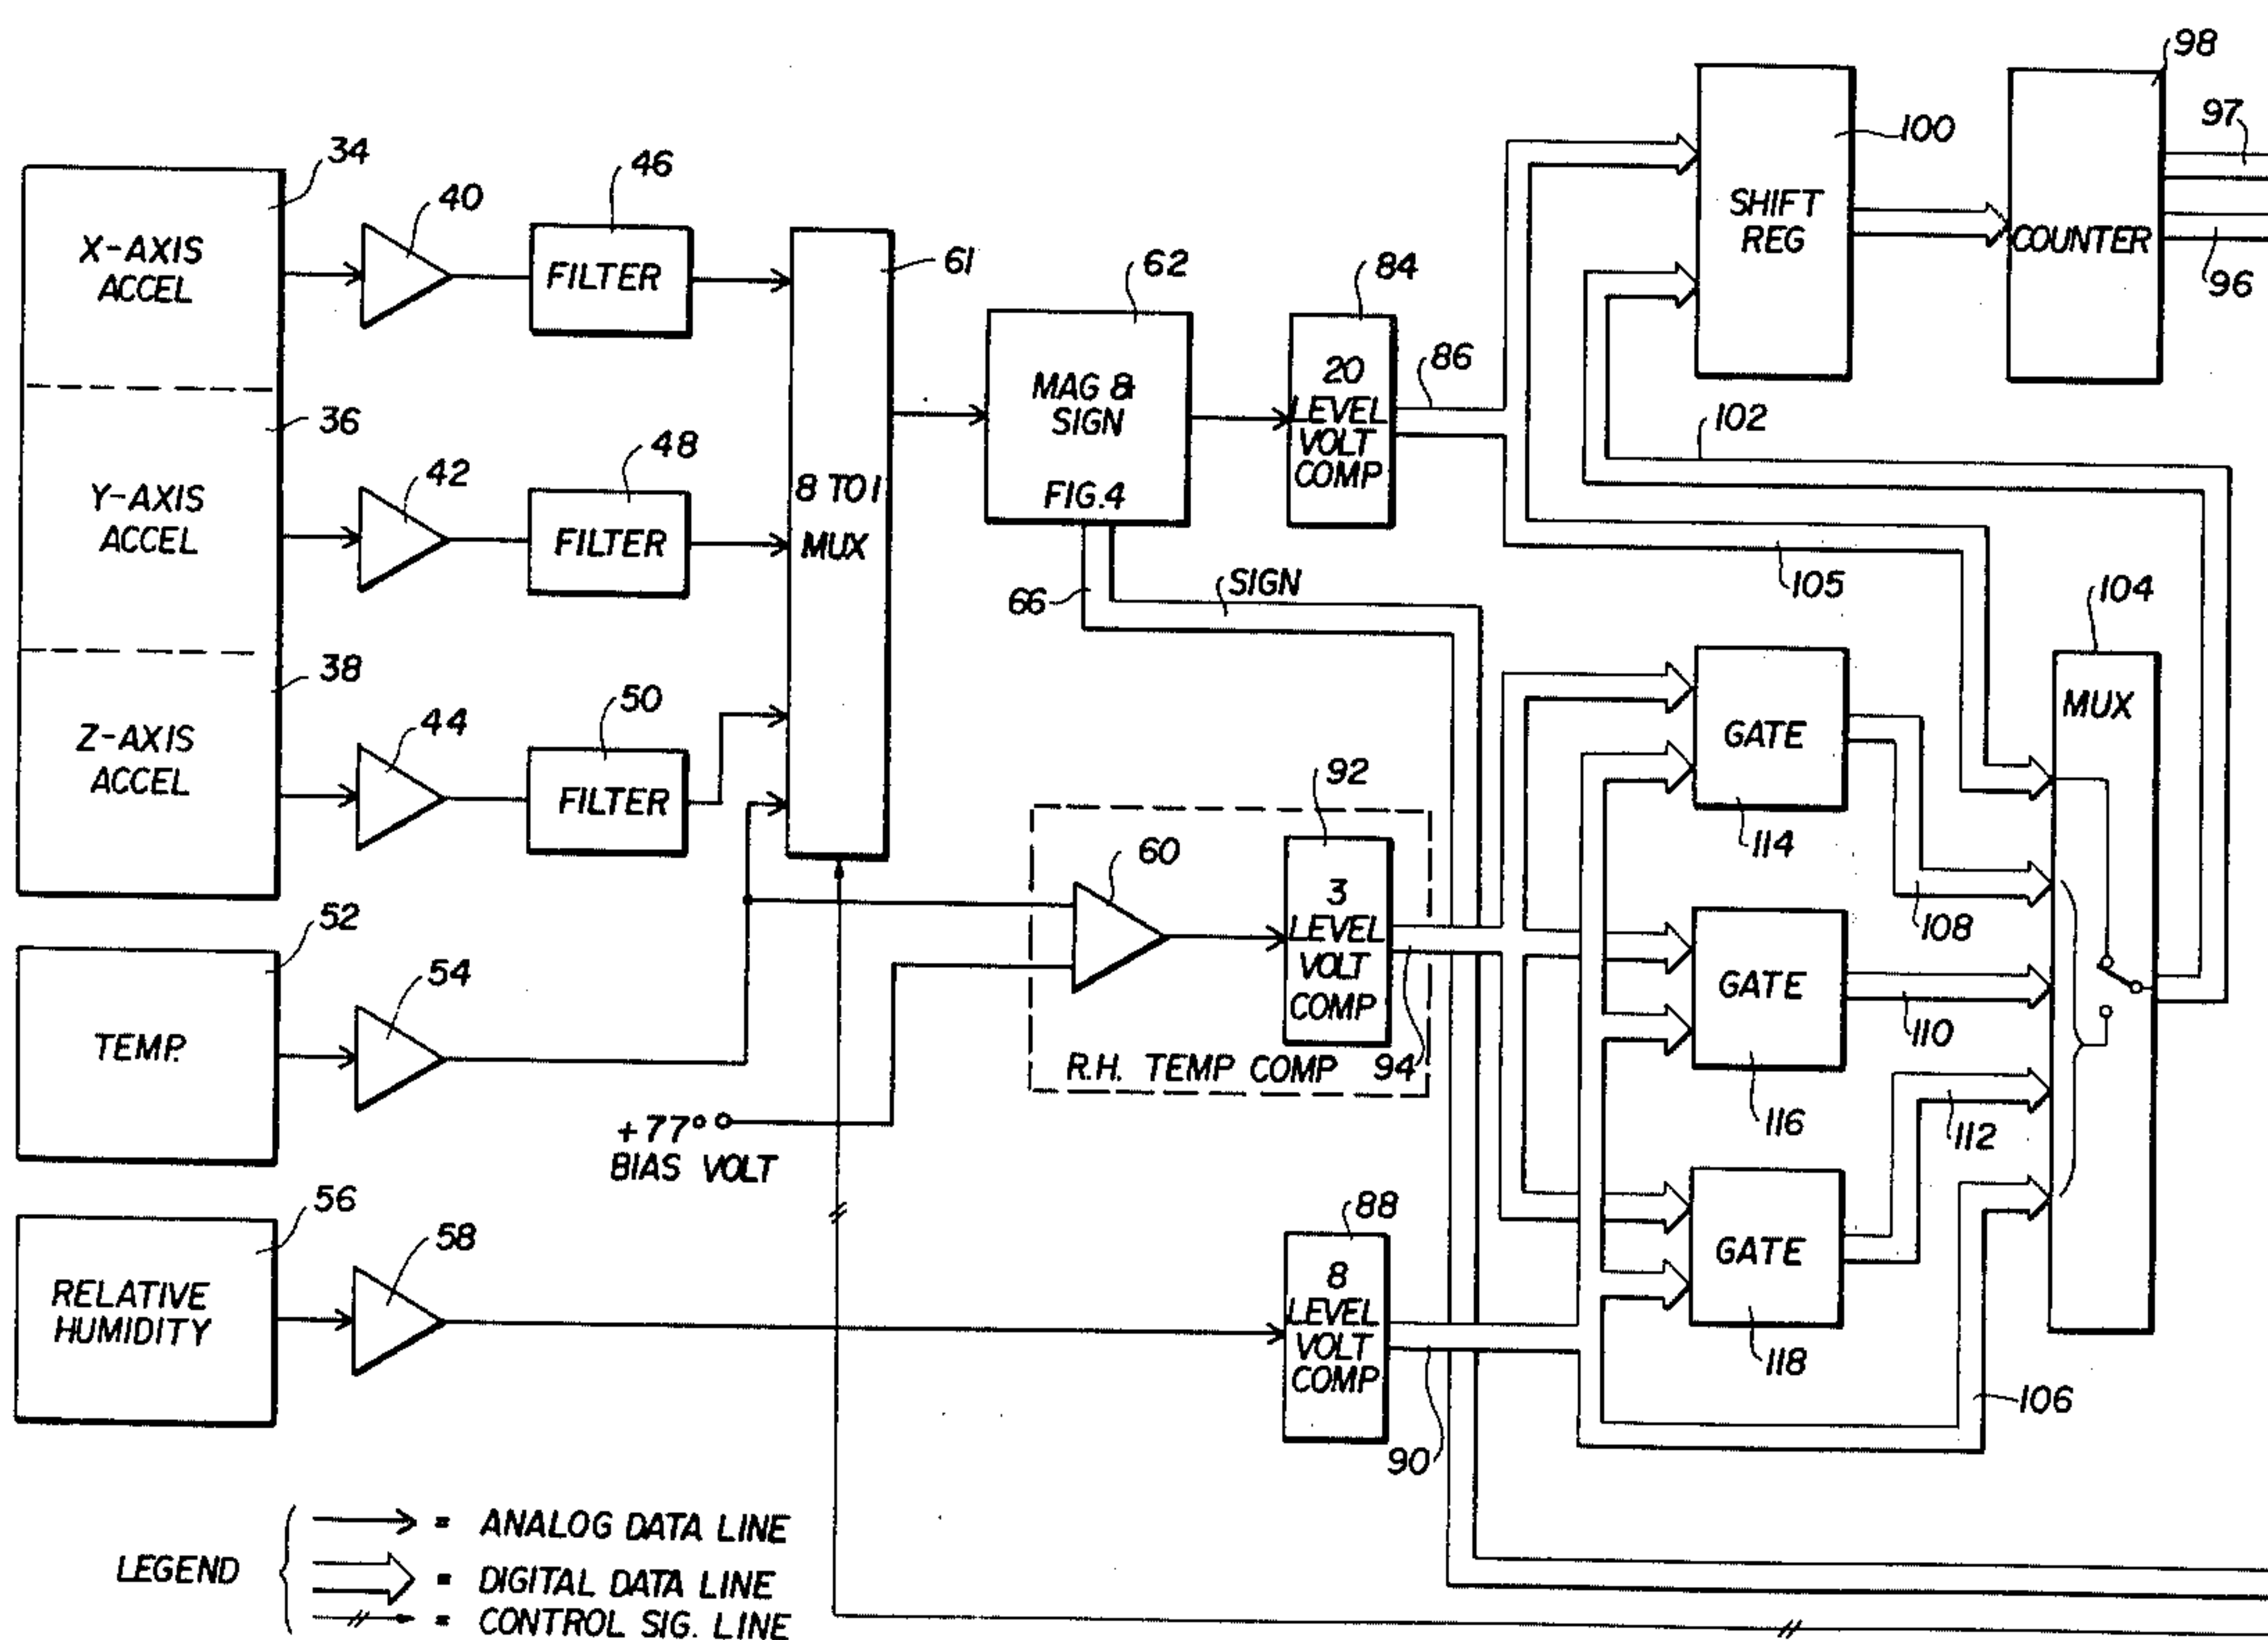 98
97
100
34
46
40
X-AXIS
ACCEL
FILTER
61
62
84
SHIFT
REG
COUNTER
96
36
42
48
MAG &
SIGN
FIG.4
20
LEVEL
VOLT
COMP
86
102
Y-AXIS
ACCEL
FILTER
8 TO 1
MUX
66
SIGN
105
104
38
44
50
Z-AXIS
ACCEL
FILTER
92
60
GATE
114
MUX
108
52
54
TEMP.
3
LEVEL
VOLT
COMP
R.H. TEMP COMP
94
GATE
116
110
112
+77°
BIAS VOLT
56
58
RELATIVE
HUMIDITY
88
8
LEVEL
VOLT
COMP
90
GATE
118
106
LEGEND
= ANALOG DATA LINE
= DIGITAL DATA LINE
= CONTROL SIG. LINE